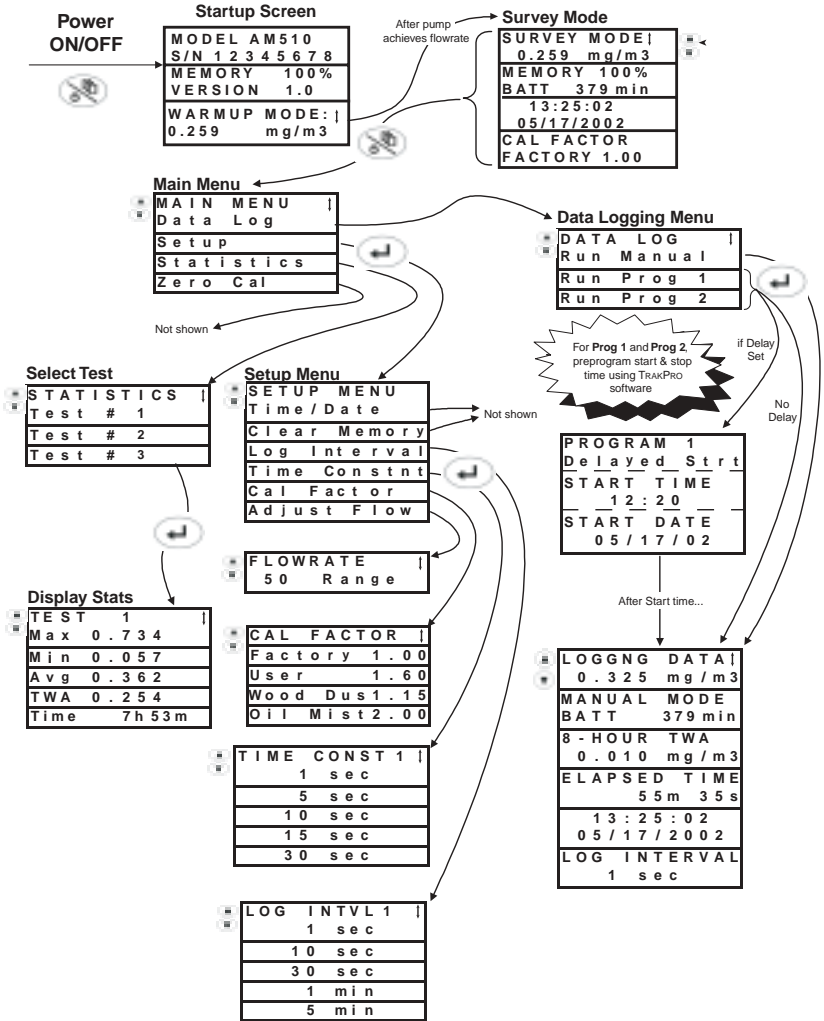 Power
ON/OFF
Startup Screen
MODEL AM510
S/N 12345678
MEMORY 100%
VERSION 1.0
WARMUP MODE:
0.259 mg/m3
After pump
achieves flowrate
Survey Mode
SURVEY MODE
0.259 mg/m3
MEMORY 100%
BATT 379 min
13:25:02
05/17/2002
CAL FACTOR
FACTORY 1.00
Main Menu
MAIN MENU
Data Log
Setup
Statistics
Zero Cal
Not shown
Data Logging Menu
DATA LOG
Run Manual
Run Prog 1
Run Prog 2
For Prog 1 and Prog 2,
preprogram start & stop
time using TRAKPRO
software
if Delay
Set
No
Delay
Select Test
STATISTICS
Test # 1
Test # 2
Test # 3
Setup Menu
SETUP MENU
Time/Date
Clear Memory
Log Interval
Time Constnt
Cal Factor
Adjust Flow
Not shown
PROGRAM 1
Delayed Strt
START TIME
12:20
START DATE
05/17/02
FLOWRATE
50 Range
After Start time...
Display Stats
TEST 1
Max 0.734
Min 0.057
Avg 0.362
TWA 0.254
Time 7h53m
CAL FACTOR
Factory 1.00
User 1.60
Wood Dus1.15
Oil Mist2.00
LOGGNG DATA
0.325 mg/m3
MANUAL MODE
BATT 379 min
8-HOUR TWA
0.010 mg/m3
ELAPSED TIME
55m 35s
13:25:02
05/17/2002
LOG INTERVAL
1 sec
TIME CONST1
1 sec
5 sec
10 sec
15 sec
30 sec
LOG INTVL1
1 sec
10 sec
30 sec
1 min
5 min